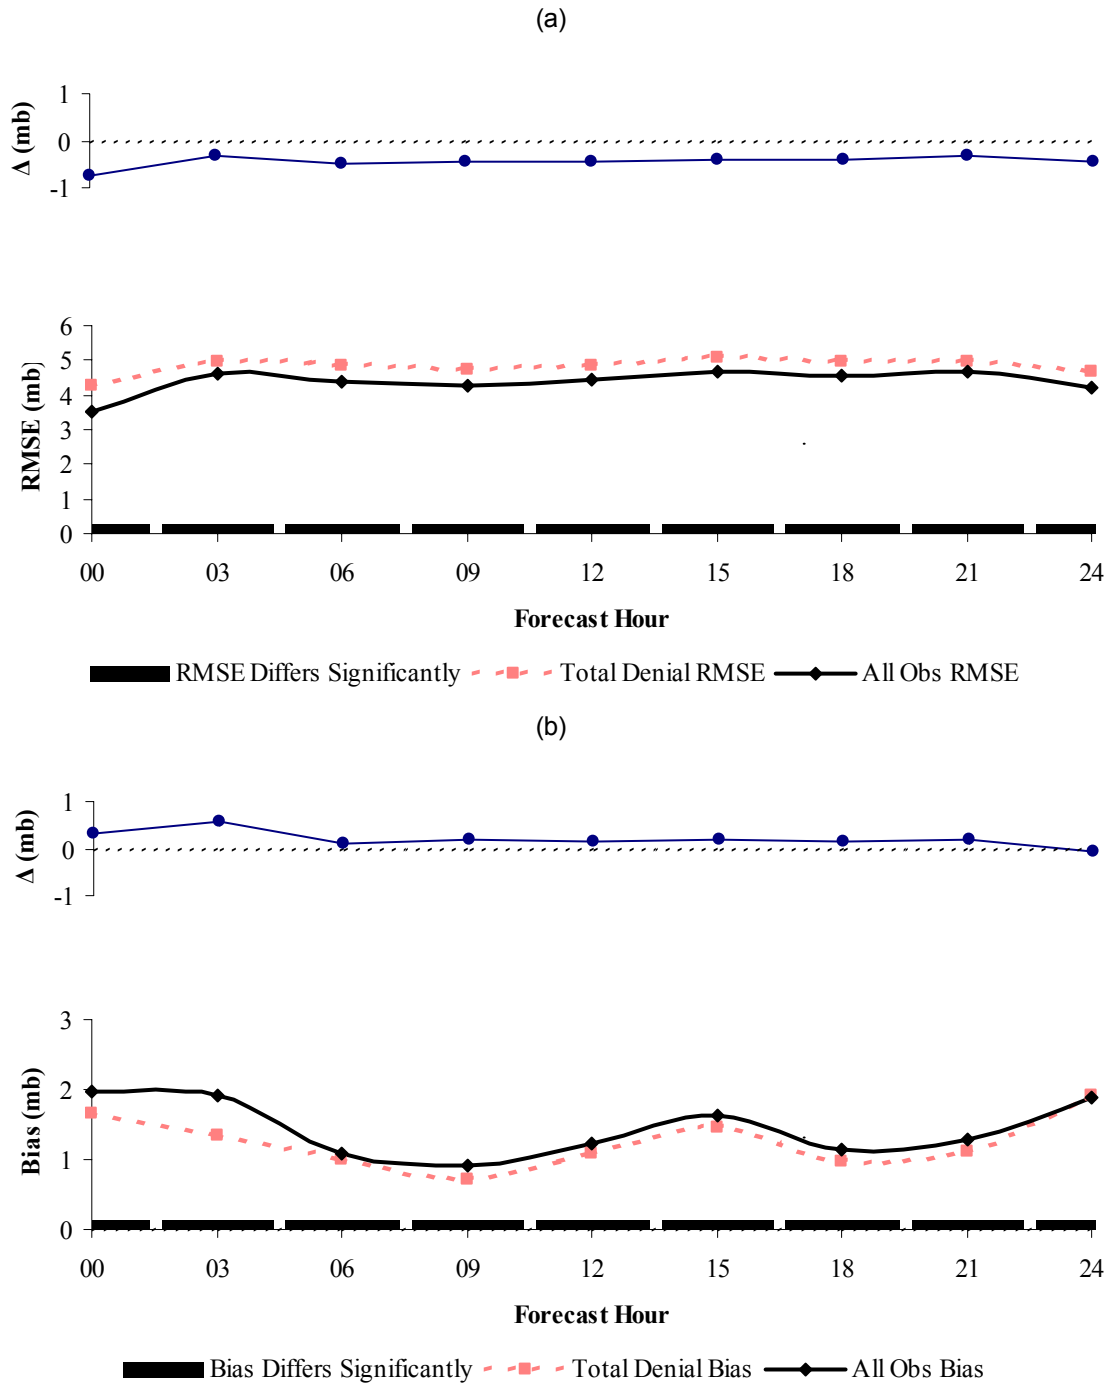 (a)
1
0
-1
Δ (mb)
6
5
4
3
2
1
0
RMSE (mb)
00 03 06 09 12 15 18 21 24
Forecast Hour
RMSE Differs Significantly Total Denial RMSE All Obs RMSE
(b)
1
0
-1
Δ (mb)
3
2
1
0
Bias (mb)
00 03 06 09 12 15 18 21 24
Forecast Hour
Bias Differs Significantly Total Denial Bias All Obs Bias